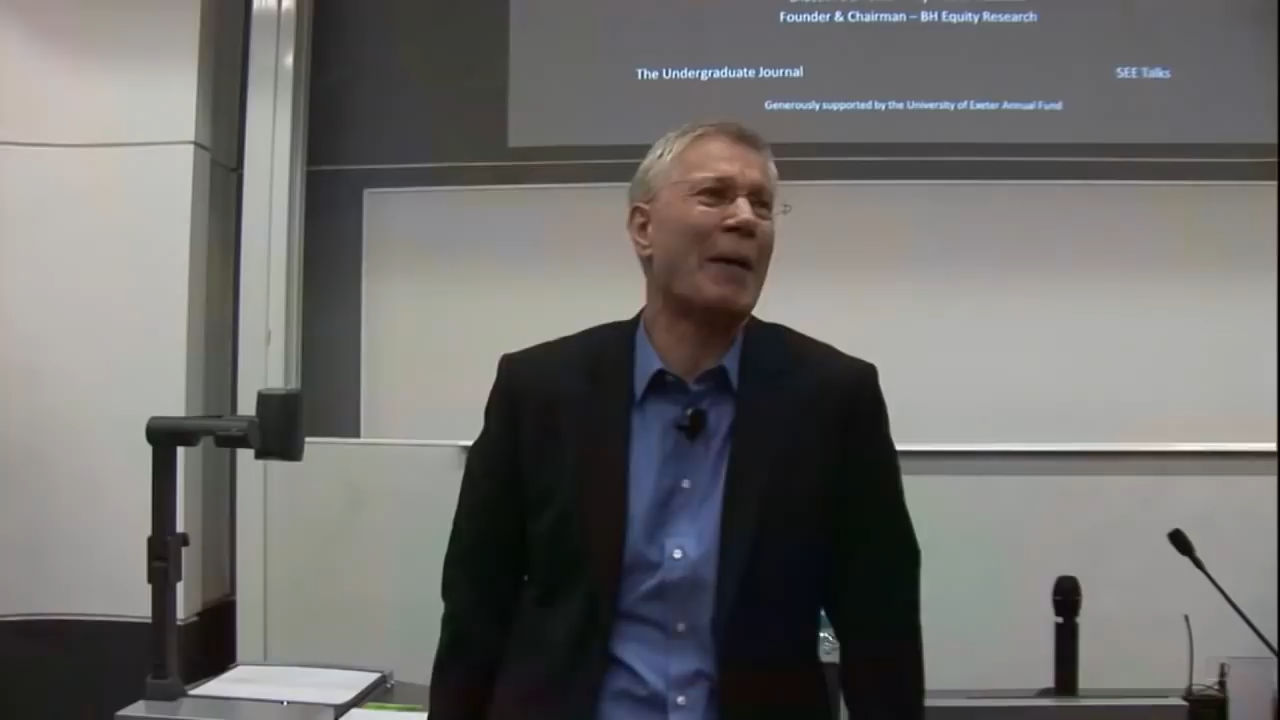 Founder & Chairman – BH Equity Research
The Undergraduate Journal
SEE Talks
Generously supported by the University of Exeter Annual Fund